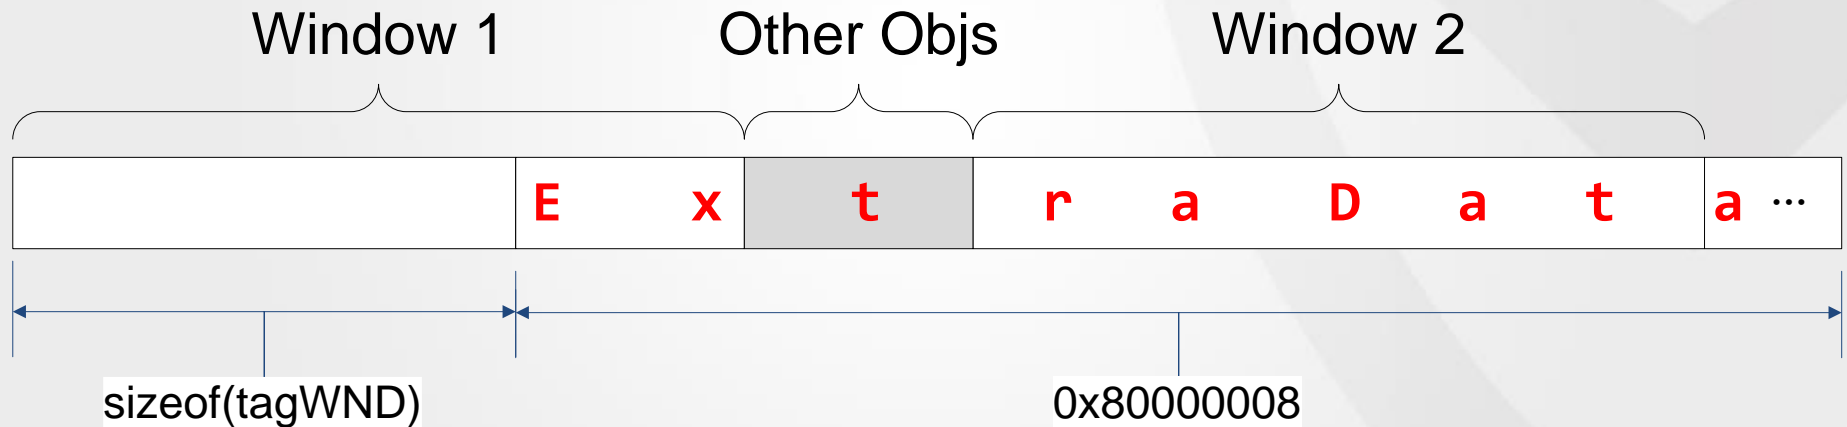 Window 1 Other Objs Window 2
E x t r a D a t a ...
sizeof(tagWND) 0x80000008